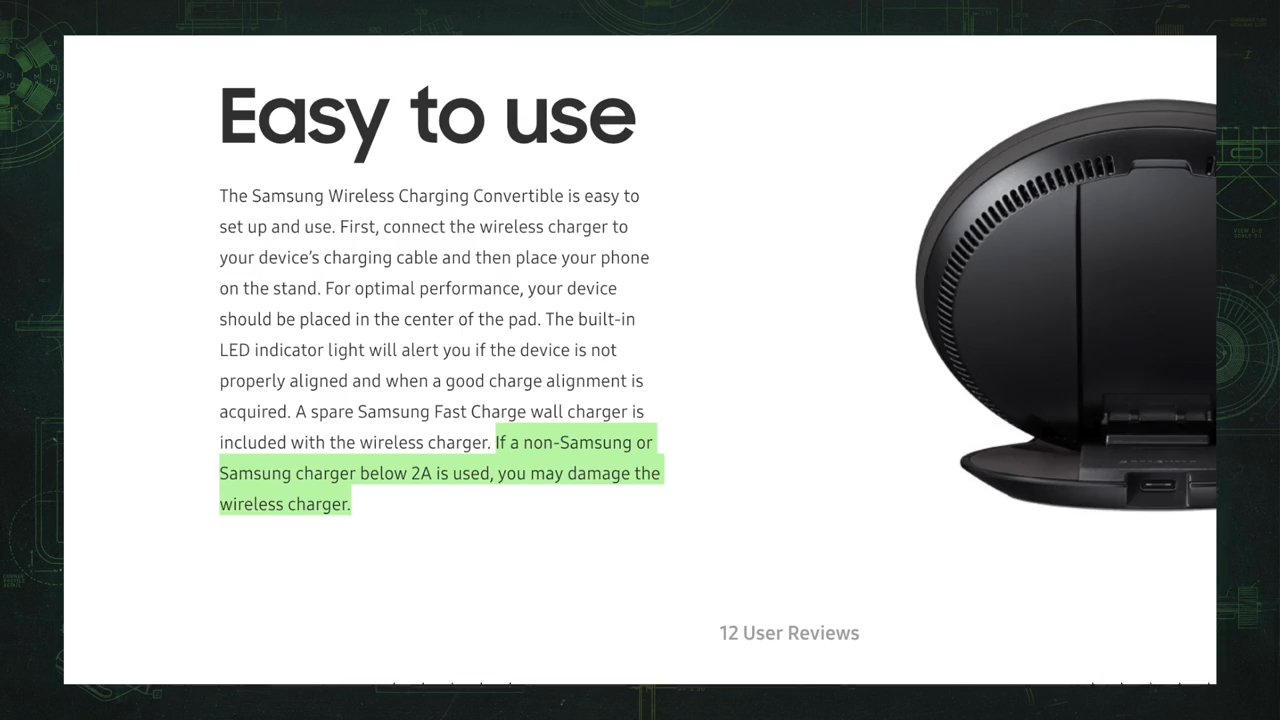 Easy to use
The Samsung Wireless Charging Convertible is easy to
set up and use. First, connect the wireless charger to
your device’s charging cable and then place your phone
on the stand. For optimal performance, your device
should be placed in the center of the pad. The built-in
LED indicator light will alert you if the device is not
properly aligned and when a good charge alignment is
acquired. A spare Samsung Fast Charge wall charger is
included with the wireless charger. If a non-Samsung or
Samsung charger below 2A is used, you may damage the
wireless charger.
12 User Reviews